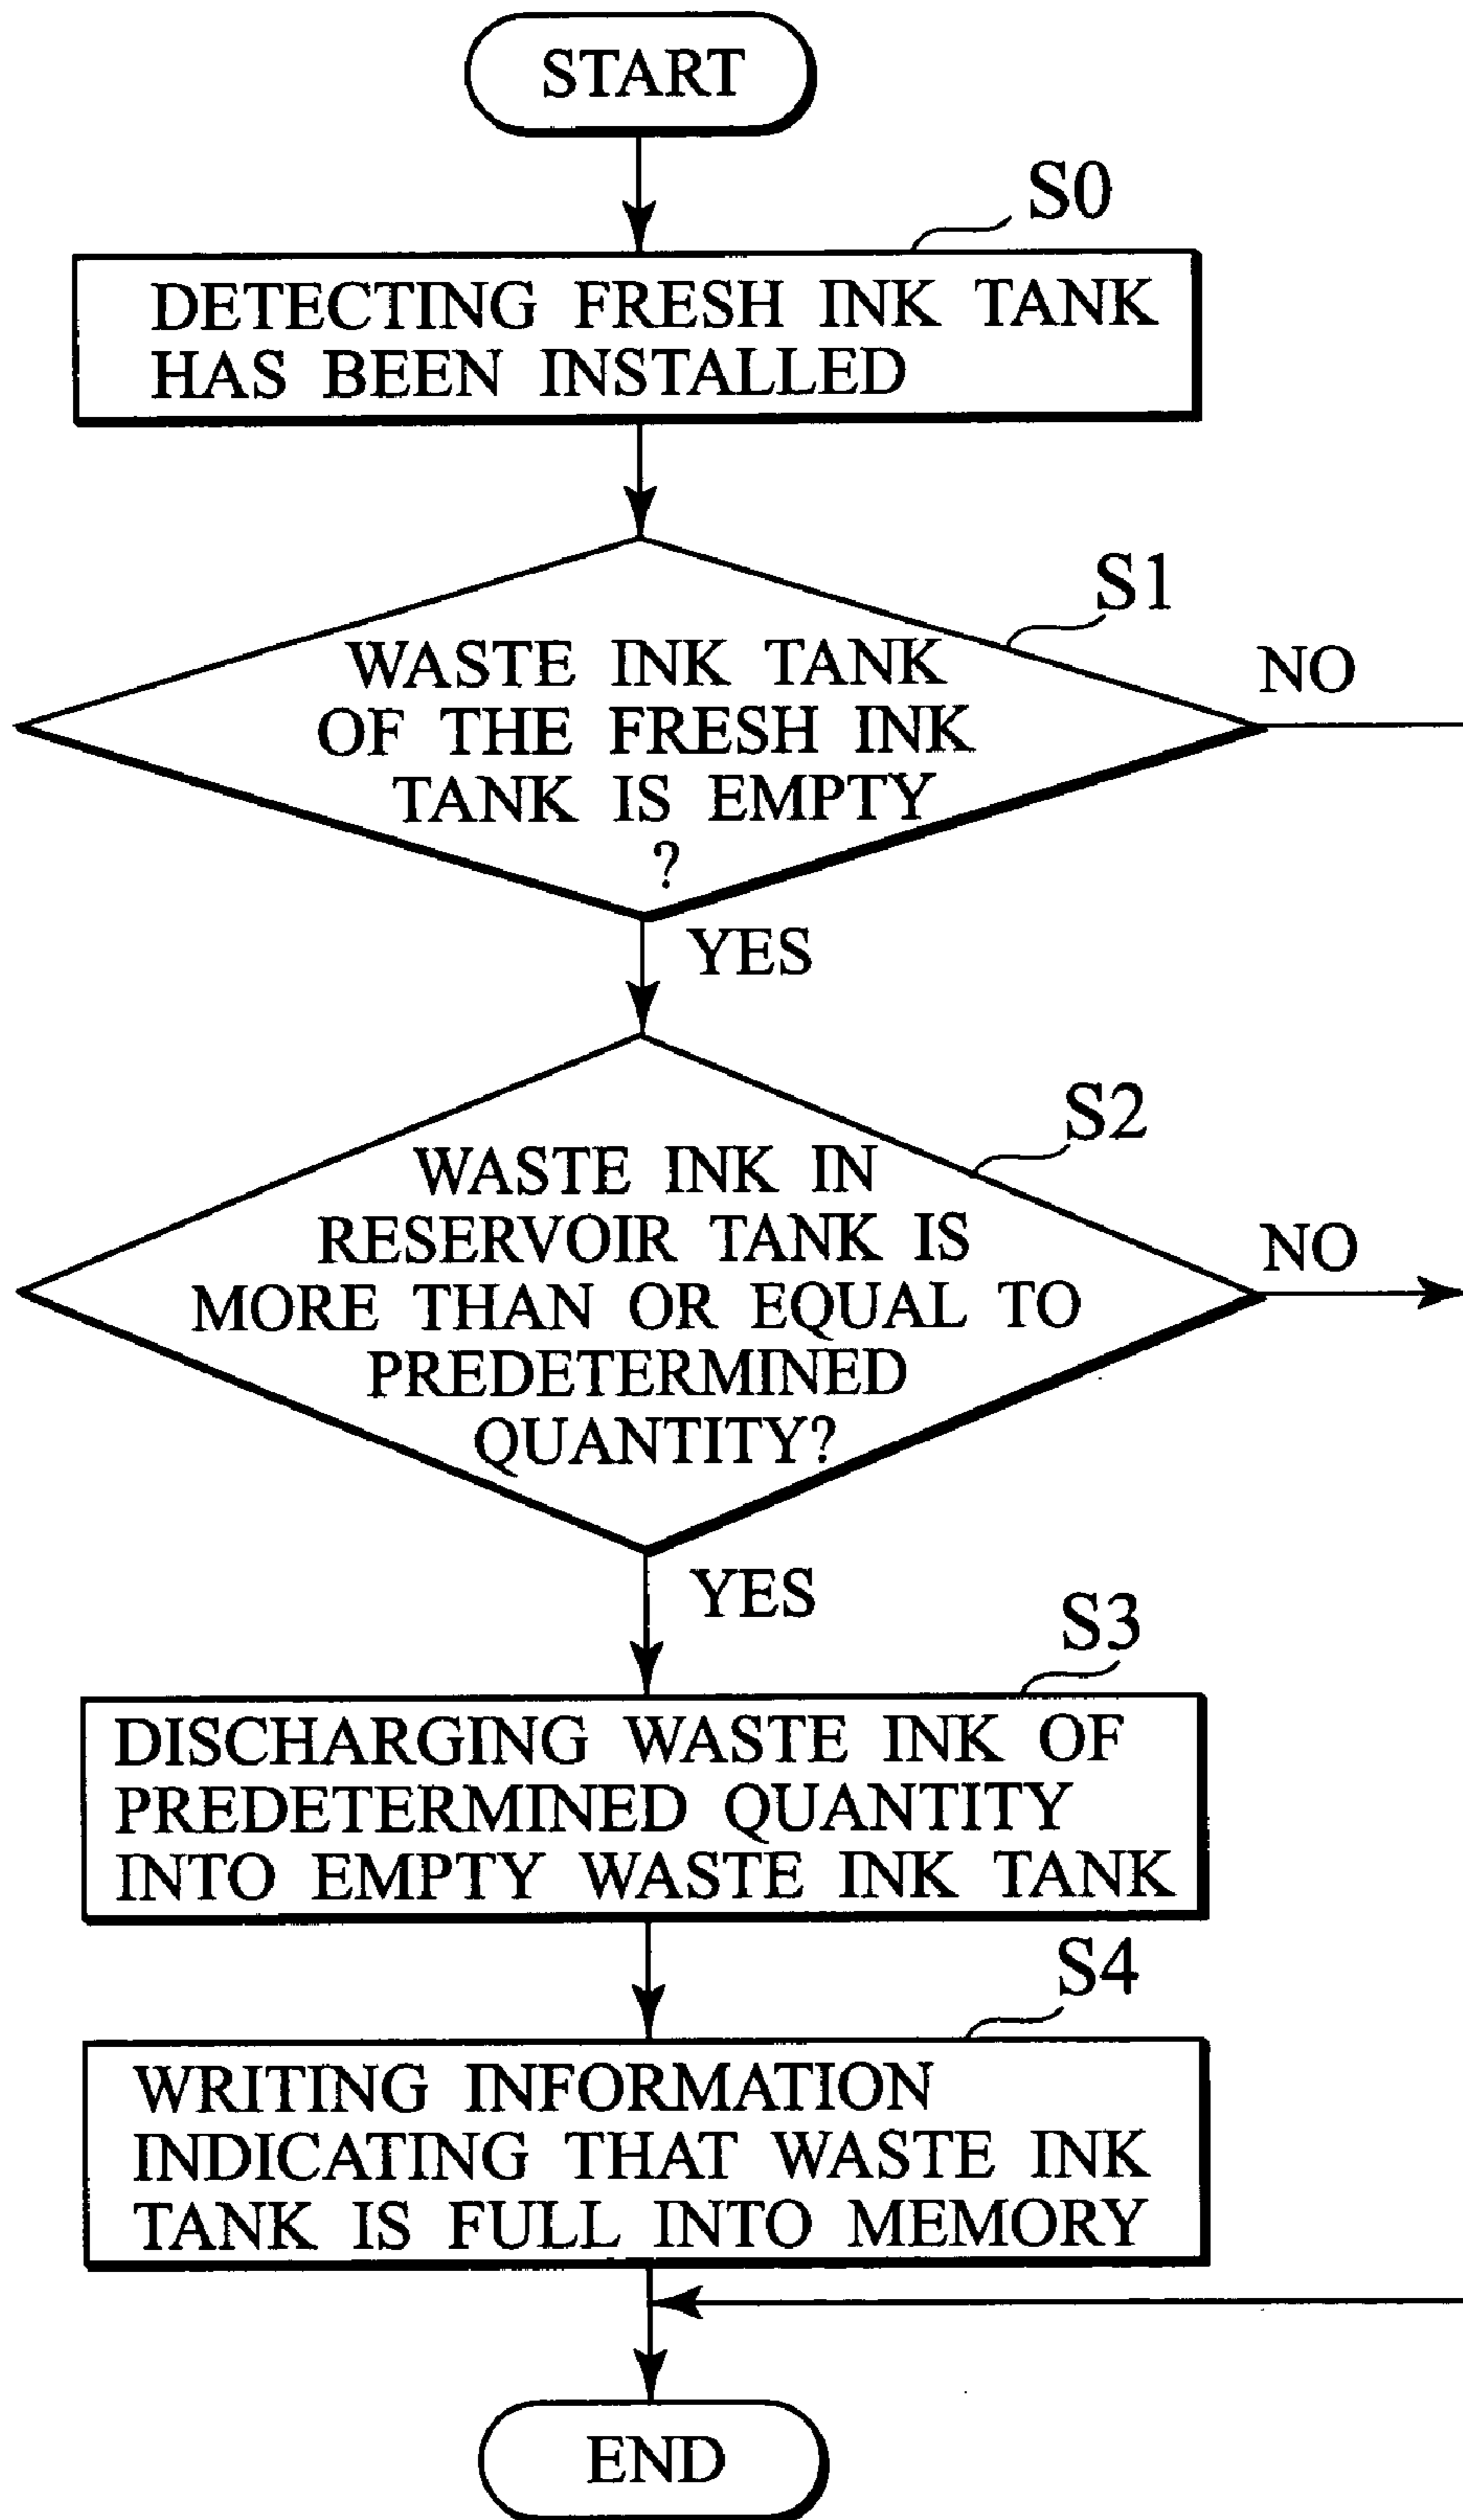 START
S0
DETECTING FRESH INK TANK
HAS BEEN INSTALLED
S1
WASTE INK TANK
OF THE FRESH INK
TANK IS EMPTY
?
NO
YES
S2
WASTE INK IN
RESERVOIR TANK IS
MORE THAN OR EQUAL TO
PREDETERMINED
QUANTITY?
NO
YES
S3
DISCHARGING WASTE INK OF
PREDETERMINED QUANTITY
INTO EMPTY WASTE INK TANK
S4
WRITING INFORMATION
INDICATING THAT WASTE INK
TANK IS FULL INTO MEMORY
END